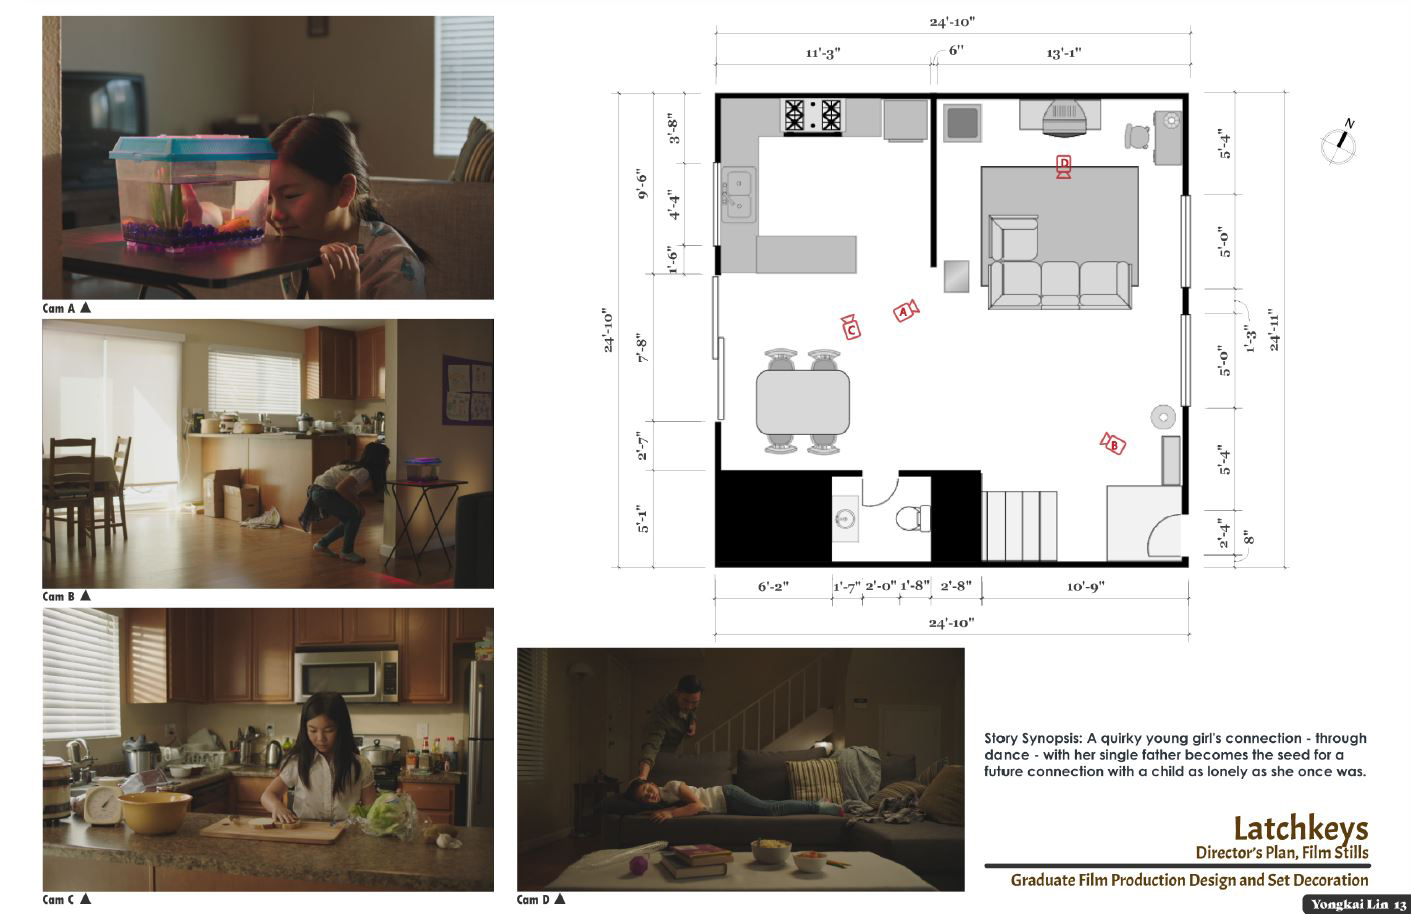 Cam A ▲
Cam B ▲
Cam C ▲
Cam D ▲
24'-10"
11'-3"
6"
13'-1"
3'-8"
9'-6"
4'-4"
1'-6"
24'-10"
7'-8"
2'-7"
5'-1"
5'-4"
5'-0"
1'-3"
24'-11"
5'-0"
5'-4"
2'-4"
8"
N
D
A
C
B
6'-2"
1'-7"
2'-0"
1'-8"
2'-8"
10'-9"
24'-10"
Story Synopsis: A quirky young girl's connection - through
dance - with her single father becomes the seed for a
future connection with a child as lonely as she once was.
Latchkeys
Director's Plan, Film Stills
Graduate Film Production Design and Set Decoration
Yongkai Lin 13